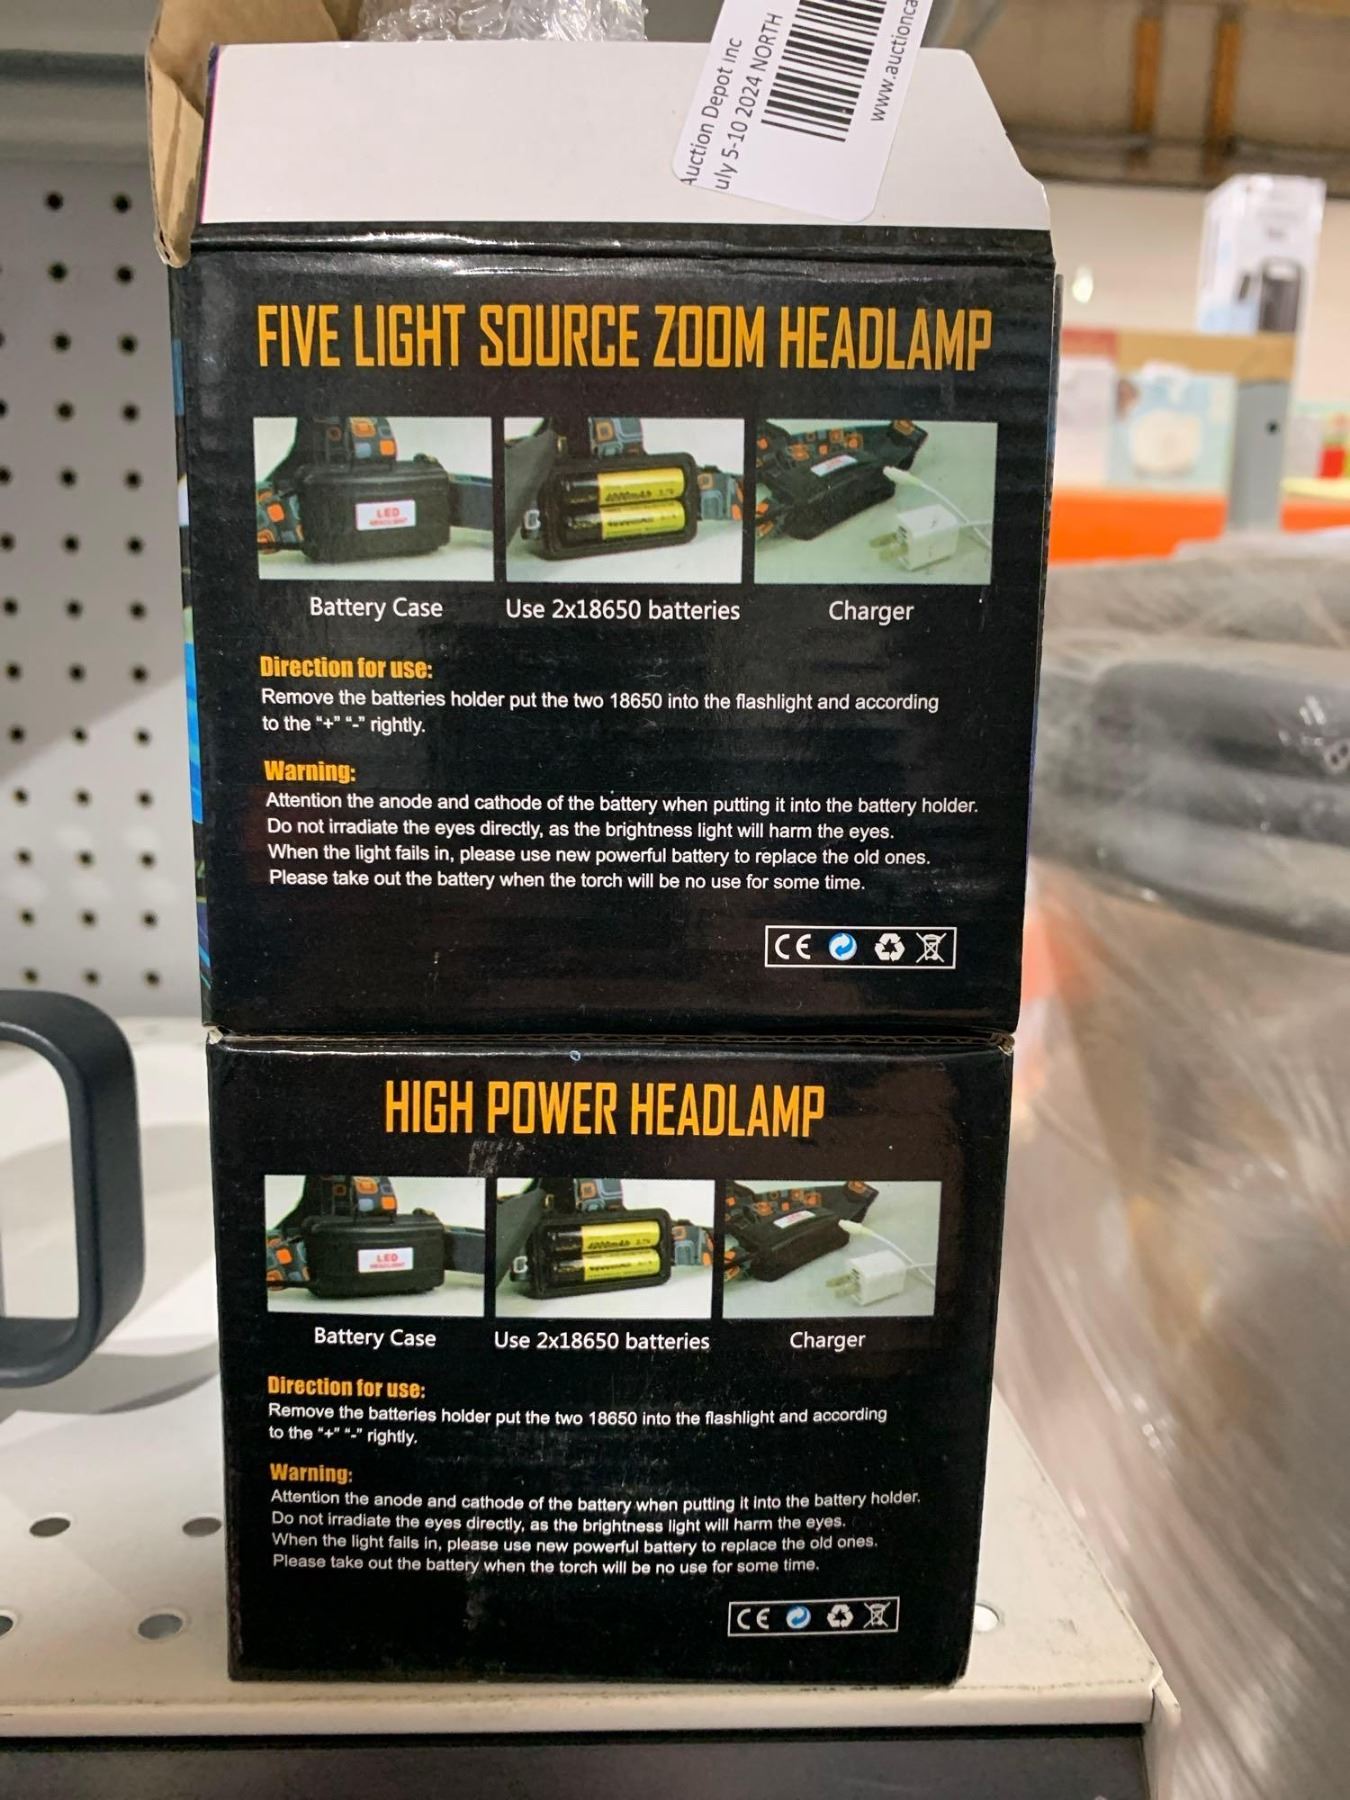 Auction Depot Inc
uly 5-10 2024 NORTH
www.auctionca
FIVE LIGHT SOURCE ZOOM HEADLAMP
LED
HEADLIGHT
4000mAh 3.7V
Battery Case
Use 2x18650 batteries
Charger
Direction for use:
Remove the batteries holder put the two 18650 into the flashlight and according
to the “+” “-” rightly.
Warning:
Attention the anode and cathode of the battery when putting it into the battery holder.
Do not irradiate the eyes directly, as the brightness light will harm the eyes.
When the light fails in, please use new powerful battery to replace the old ones.
Please take out the battery when the torch will be no use for some time.
CE
HIGH POWER HEADLAMP
LED
HEADLIGHT
4000mAh 3.7V
Battery Case
Use 2x18650 batteries
Charger
Direction for use:
Remove the batteries holder put the two 18650 into the flashlight and according
to the “+” “-” rightly.
Warning:
Attention the anode and cathode of the battery when putting it into the battery holder.
Do not irradiate the eyes directly, as the brightness light will harm the eyes.
When the light fails in, please use new powerful battery to replace the old ones.
Please take out the battery when the torch will be no use for some time.
CE